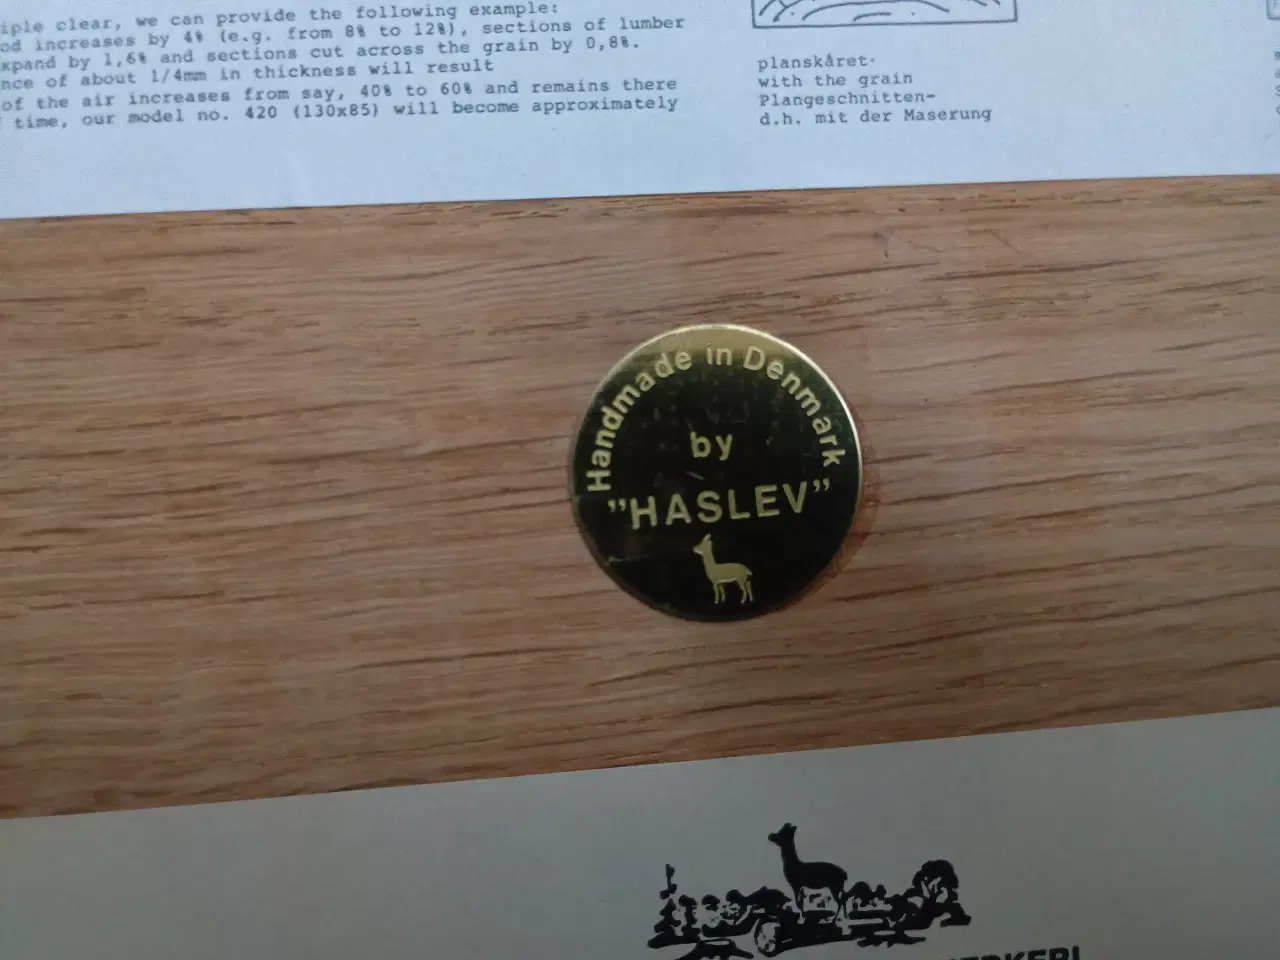 iple clear, we can provide the following example:
od increases by 4% (e.g. from 8% to 12%), sections of lumber
xpand by 1,6% and sections cut across the grain by 0,8%.
nce of about 1/4mm in thickness will result
of the air increases from say, 40% to 60% and remains there
time, our model no. 420 (130x85) will become approximately
planskåret-
with the grain
Plangeschnitten-
d.h. mit der Maserung
Handmade in Denmark
by
"HASLEV"